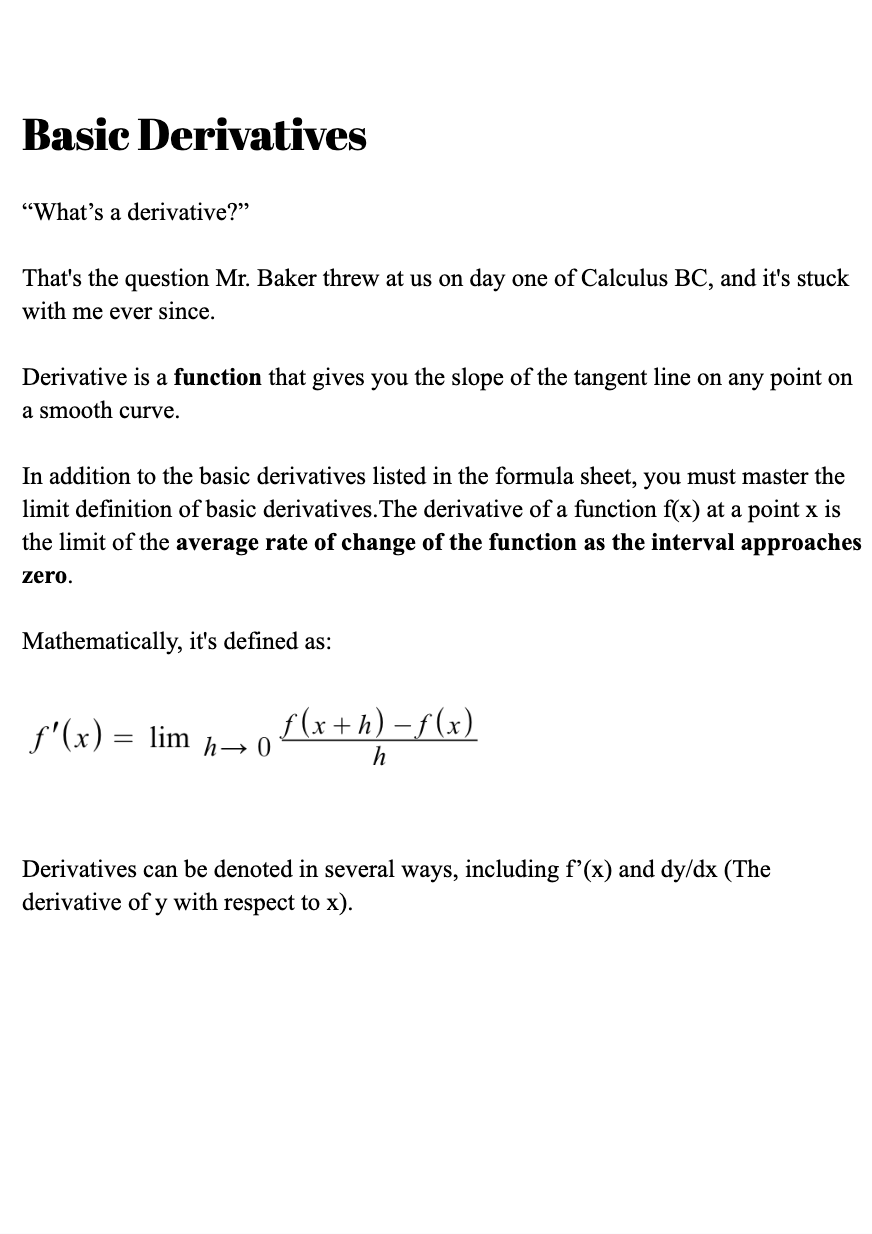 Basic Derivatives
“What’s a derivative?”
That's the question Mr. Baker threw at us on day one of Calculus BC, and it's stuck
with me ever since.
Derivative is a function that gives you the slope of the tangent line on any point on
a smooth curve.
In addition to the basic derivatives listed in the formula sheet, you must master the
limit definition of basic derivatives.The derivative of a function f(x) at a point x is
the limit of the average rate of change of the function as the interval approaches
zero.
Mathematically, it's defined as:
f'(x) = lim h→ 0 f(x+h)−f(x)
h
Derivatives can be denoted in several ways, including f’(x) and dy/dx (The
derivative of y with respect to x).